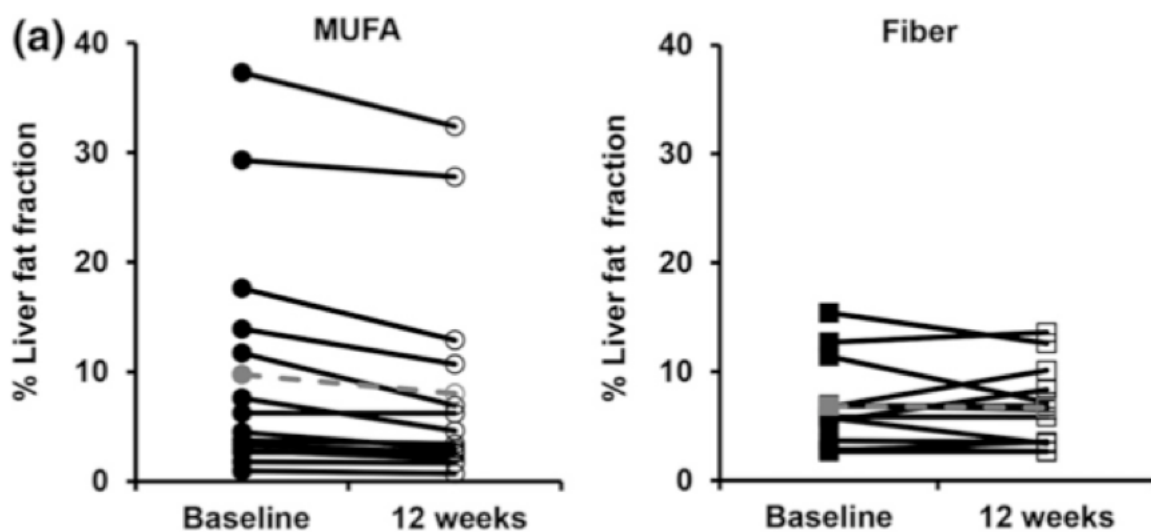 (a)
MUFA
% Liver fat fraction
40
30
20
10
0
Baseline 12 weeks
Fiber
% Liver fat fraction
40
30
20
10
0
Baseline 12 weeks